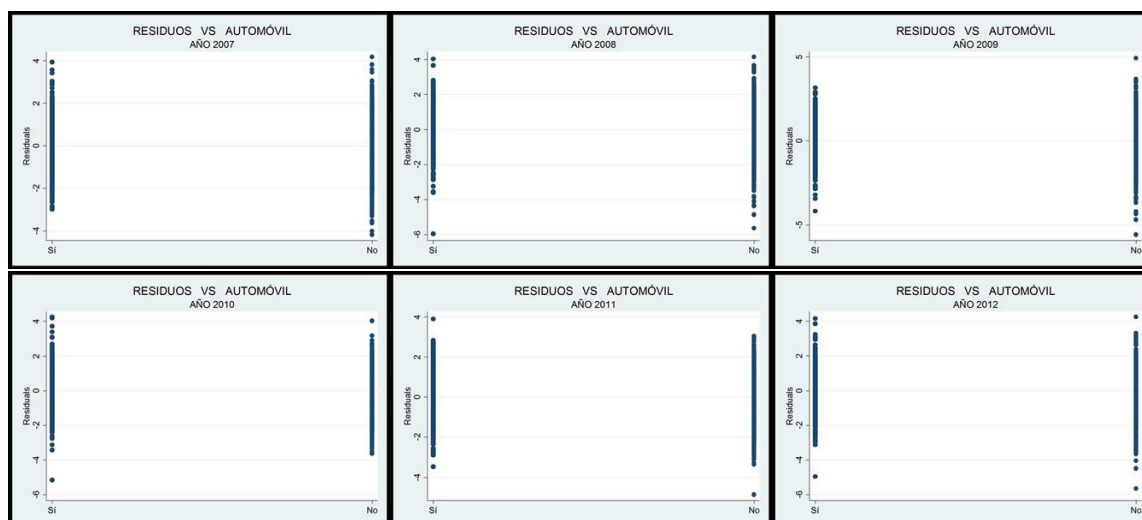 RESIDUOS VS AUTOMÓVIL
AÑO 2007
Residuals
4
2
0
-2
-4
Sí
No
RESIDUOS VS AUTOMÓVIL
AÑO 2008
Residuals
4
2
0
-2
-4
-6
Sí
No
RESIDUOS VS AUTOMÓVIL
AÑO 2009
Residuals
5
0
-5
Sí
No
RESIDUOS VS AUTOMÓVIL
AÑO 2010
Residuals
4
2
0
-2
-4
-6
Sí
No
RESIDUOS VS AUTOMÓVIL
AÑO 2011
Residuals
4
2
0
-2
-4
Sí
No
RESIDUOS VS AUTOMÓVIL
AÑO 2012
Residuals
4
2
0
-2
-4
-6
Sí
No